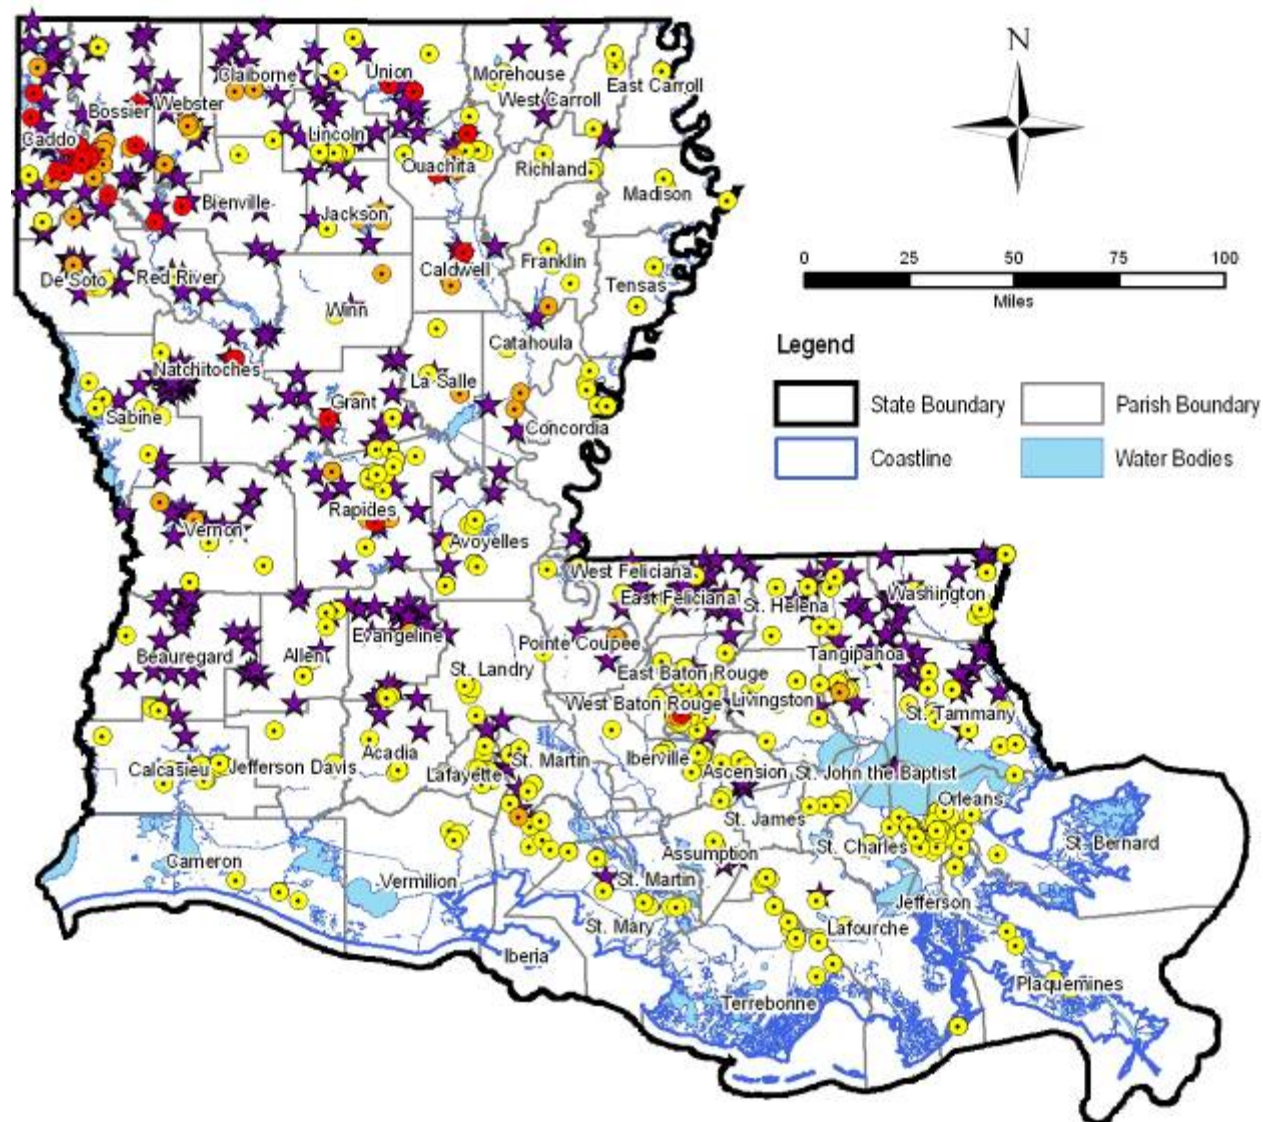 N
0 25 50 75 100
Miles
Legend
State Boundary
Parish Boundary
Coastline
Water Bodies
Claiborne
Union
Morehouse
West Carroll
East Carroll
Bossier
Webster
Caddo
Lincoln
Ouachita
Richland
Madison
Bienville
Jackson
De Soto
Red River
Caldwell
Franklin
Tensas
Winn
Catahoula
Natchitoches
La Salle
Sabine
Grant
Concordia
Vernon
Rapides
Avoyelles
West Feliciana
East Feliciana
St. Helena
Washington
Beauregard
Allen
Evangeline
Pointe Coupee
Tangipahoa
St. Landry
East Baton Rouge
West Baton Rouge
Livingston
St. Tammany
Calcasieu
Jefferson Davis
Acadia
Lafayette
St. Martin
Iberville
Ascension
St. John the Baptist
Orleans
St. James
St. Charles
St. Bernard
Cameron
Vermilion
Assumption
St. Martin
Jefferson
St. Mary
Lafourche
Iberia
Terrebonne
Plaquemines